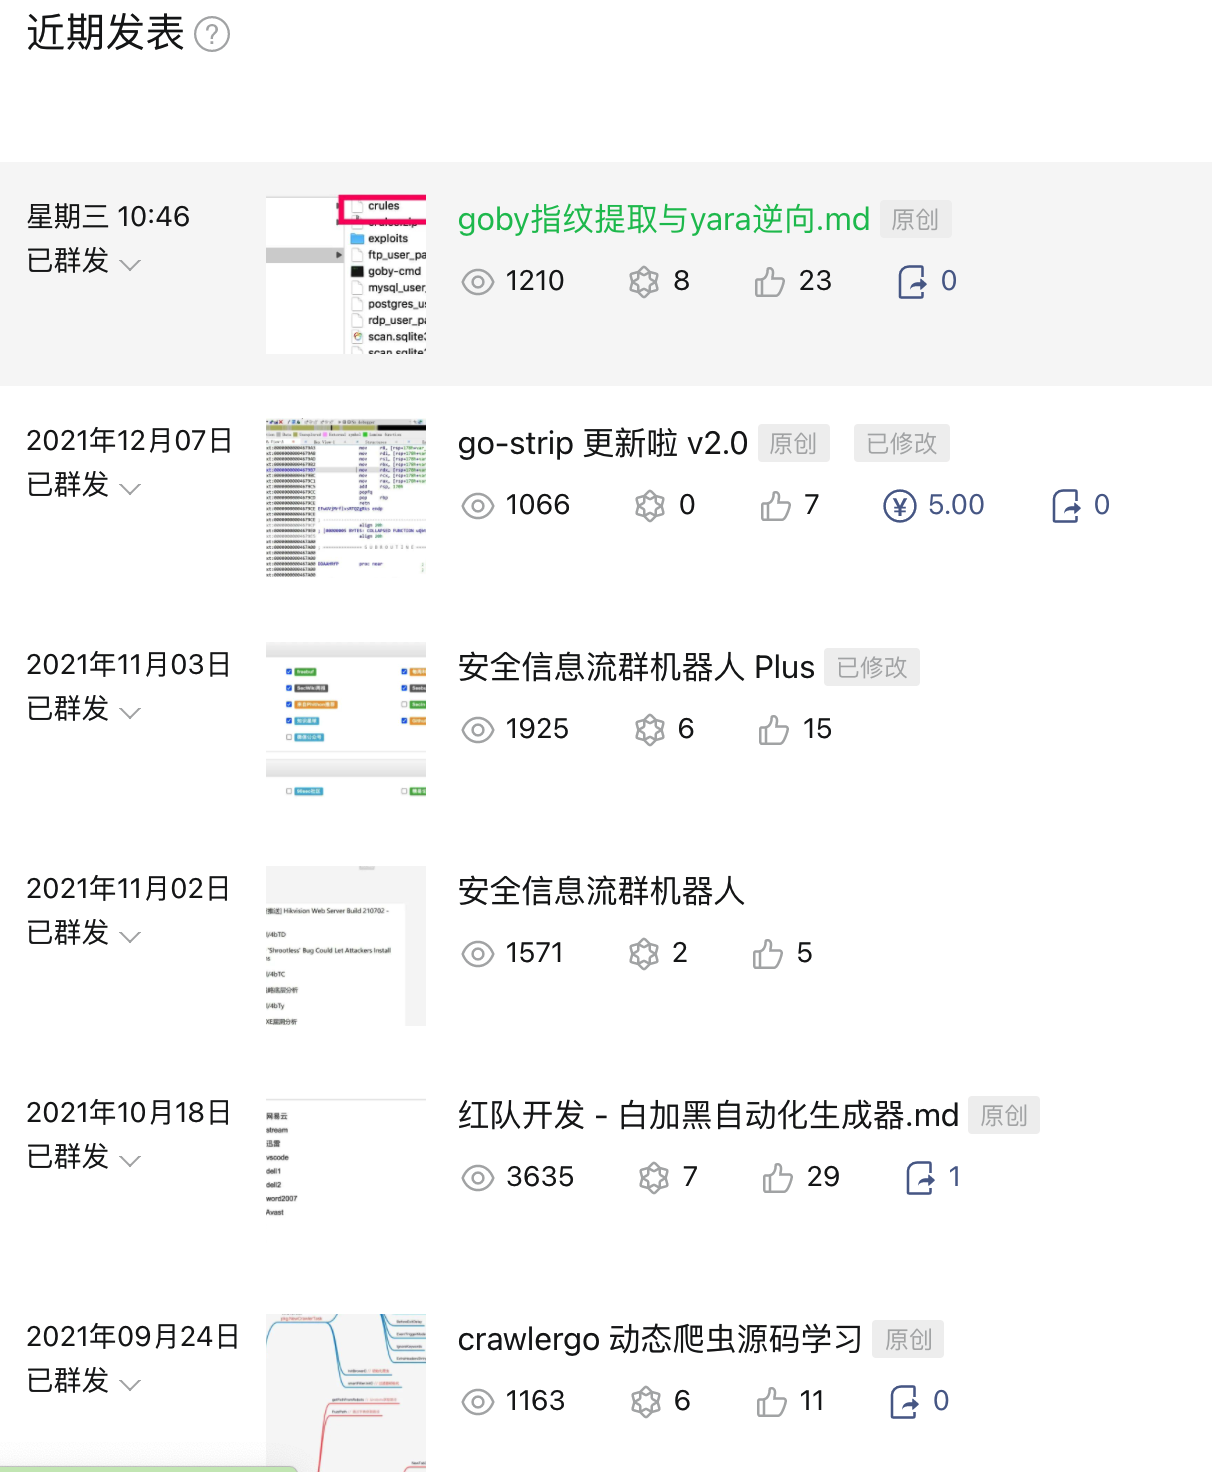 近期发表 ?
星期三 10:46
已群发
crules
exploits
ftp_user_pa
goby-cmd
mysql_user
postgres_us
rdp_user_pa
scan.sqlite
scan.sqlite
goby指纹提取与yara逆向.md 原创
1210 8 23 0
2021年12月07日
已群发
go-strip 更新啦 v2.0 原创 已修改
1066 0 7 ¥ 5.00 0
2021年11月03日
已群发
安全信息流群机器人 Plus 已修改
1925 6 15
2021年11月02日
已群发
Hikvision Web Server Build 210702 -
/4bTD
'Shrootless' Bug Could Let Attackers Install
/4bTC
/4bTy
安全信息流群机器人
1571 2 5
2021年10月18日
已群发
网易云
stream
迅雷
vscode
dell1
dell2
word2007
Avast
红队开发 - 白加黑自动化生成器.md 原创
3635 7 29 1
2021年09月24日
已群发
crawlergo 动态爬虫源码学习 原创
1163 6 11 0